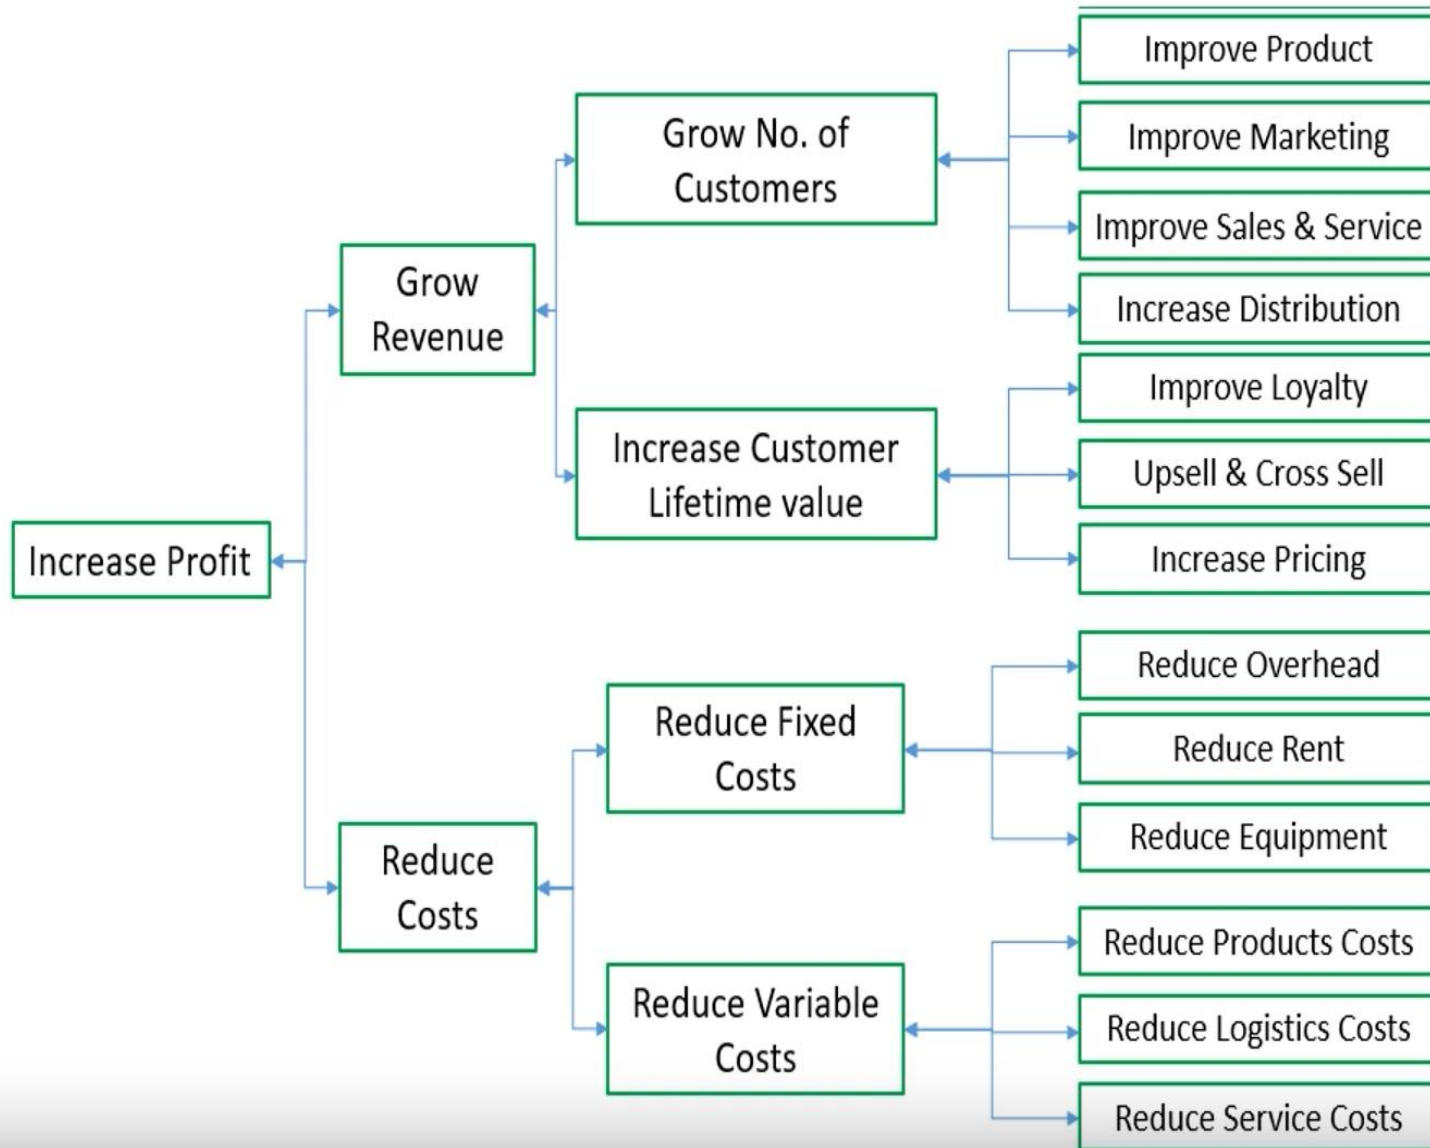 Improve Product
Improve Marketing
Improve Sales & Service
Increase Distribution
Grow No. of
Customers
Grow
Revenue
Improve Loyalty
Upsell & Cross Sell
Increase Pricing
Increase Customer
Lifetime value
Increase Profit
Reduce Overhead
Reduce Rent
Reduce Equipment
Reduce Fixed
Costs
Reduce
Costs
Reduce Products Costs
Reduce Logistics Costs
Reduce Service Costs
Reduce Variable
Costs